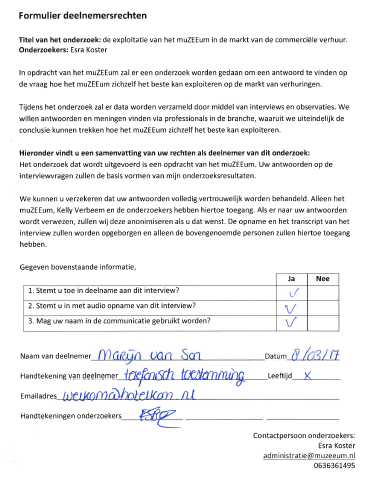 Formulier deelnemersrechten
Titel van het onderzoek: de exploitatie van het muZEEum in de markt van de commerciële verhuur.
Onderzoekers: Esra Koster
In opdracht van het muZEEum zal er een onderzoek worden gedaan om een antwoord te vinden op
de vraag hoe het muZEEum zichzelf het beste kan exploiteren op de markt van verhuringen.
Tijdens het onderzoek zal er data worden verzameld door middel van interviews en observaties. We
willen antwoorden en meningen vinden via professionals in de branche, waaruit we uiteindelijk de
conclusie kunnen trekken hoe het muZEEum zichzelf het beste kan exploiteren.
Hieronder vindt u een samenvatting van uw rechten als deelnemer van dit onderzoek:
Het onderzoek dat wordt uitgevoerd is een opdracht van het muZEEum. Uw antwoorden op de
interviewvragen zullen de basis vormen van mijn onderzoeksresultaten.
We kunnen u verzekeren dat uw antwoorden volledig vertrouwelijk worden behandeld. Alleen het
muZEEum, Kelly Verbeem en de onderzoekers hebben hiertoe toegang. Als er naar uw antwoorden
wordt verwezen, zullen wij deze anonimiseren als u dat wenst. De opname en het transcript van het
interview zullen worden opgeborgen en alleen de bovengenoemde personen zullen hiertoe toegang
hebben.
Gegeven bovenstaande informatie,
Ja Nee
1. Stemt u toe in deelname aan dit interview? √
2. Stemt u in met audio opname van dit interview? √
3. Mag uw naam in de communicatie gebruikt worden? √
Naam van deelnemer Marijn van Son Datum 8/03/17
Handtekening van deelnemer telefonisch toestemming Leeftijd x
Emailadres welkom@hotelkom.nl
Handtekeningen onderzoekers
Contactpersoon onderzoekers:
Esra Koster
administratie@muzeeum.nl
0636361495